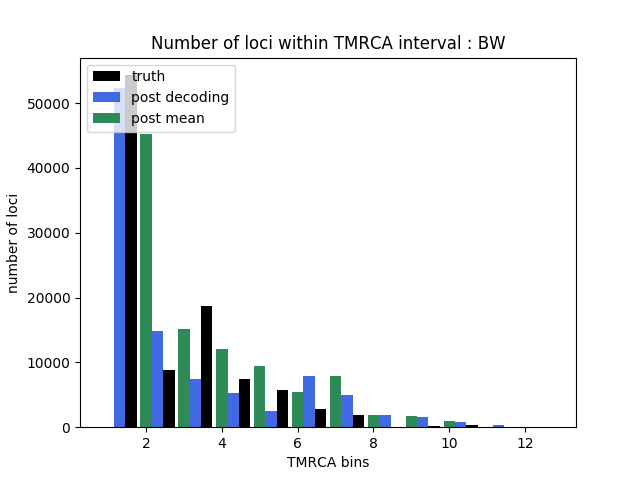 Number of loci within TMRCA interval : BW
truth
post decoding
post mean
number of loci
50000
40000
30000
20000
10000
0
2 4 6 8 10 12
TMRCA bins